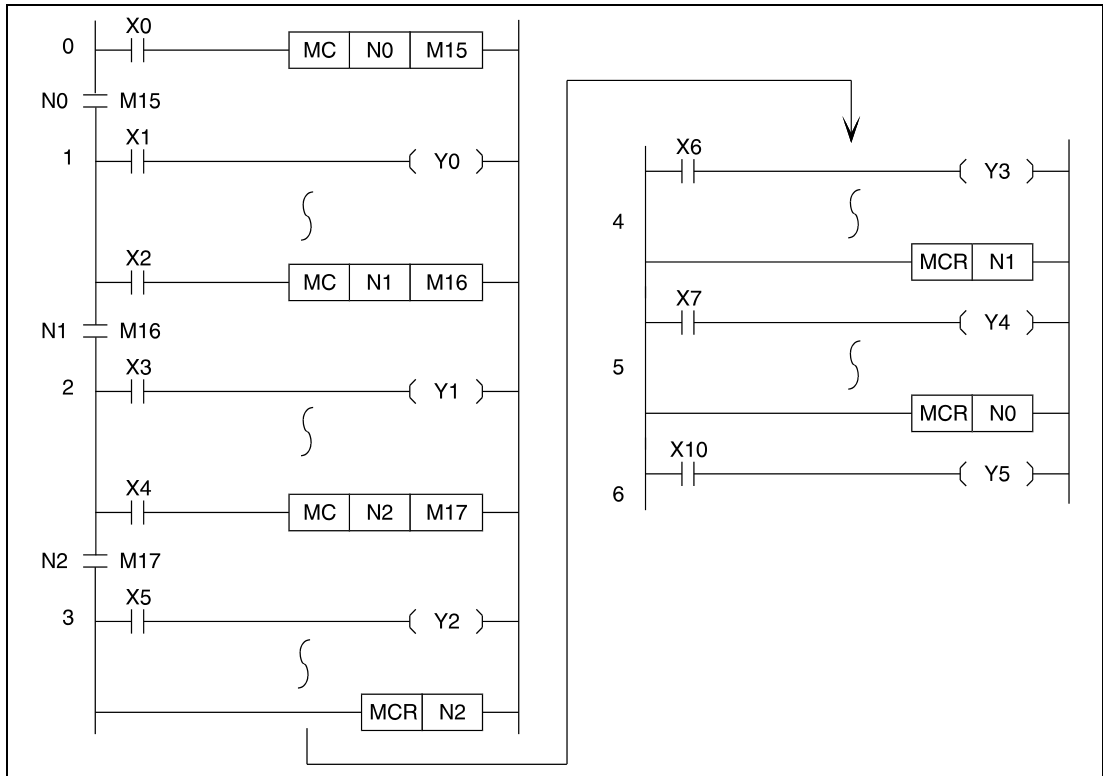 X0
0 MC N0 M15
N0 M15
X1
1 Y0
X2
MC N1 M16
N1 M16
X3
2 Y1
X4
MC N2 M17
N2 M17
X5
3 Y2
MCR N2
X6
Y3
4
MCR N1
X7
Y4
5
MCR N0
X10
Y5
6